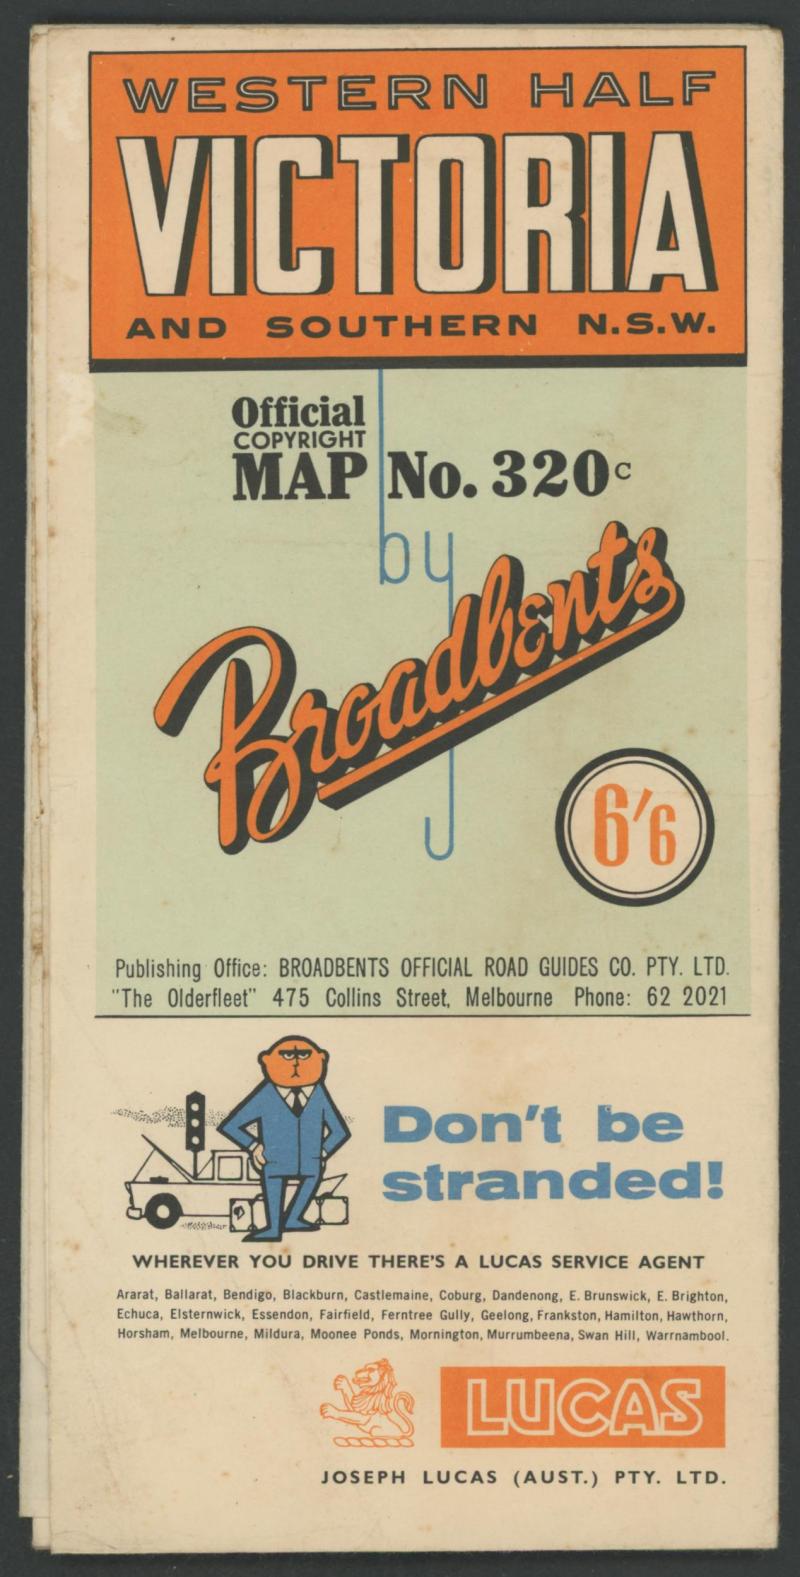 WESTERN HALF
VICTORIA
AND SOUTHERN N.S.W.
Official
COPYRIGHT
MAP No. 320c
by
Broadbents
6'6
Publishing Office: BROADBENTS OFFICIAL ROAD GUIDES CO. PTY. LTD.
"The Olderfleet" 475 Collins Street, Melbourne Phone: 62 2021
Don't be
stranded!
WHEREVER YOU DRIVE THERE'S A LUCAS SERVICE AGENT
Ararat, Ballarat, Bendigo, Blackburn, Castlemaine, Coburg, Dandenong, E. Brunswick, E. Brighton,
Echuca, Elsternwick, Essendon, Fairfield, Ferntree Gully, Geelong, Frankston, Hamilton, Hawthorn,
Horsham, Melbourne, Mildura, Moonee Ponds, Mornington, Murrumbeena, Swan Hill, Warrnambool.
LUCAS
JOSEPH LUCAS (AUST.) PTY. LTD.